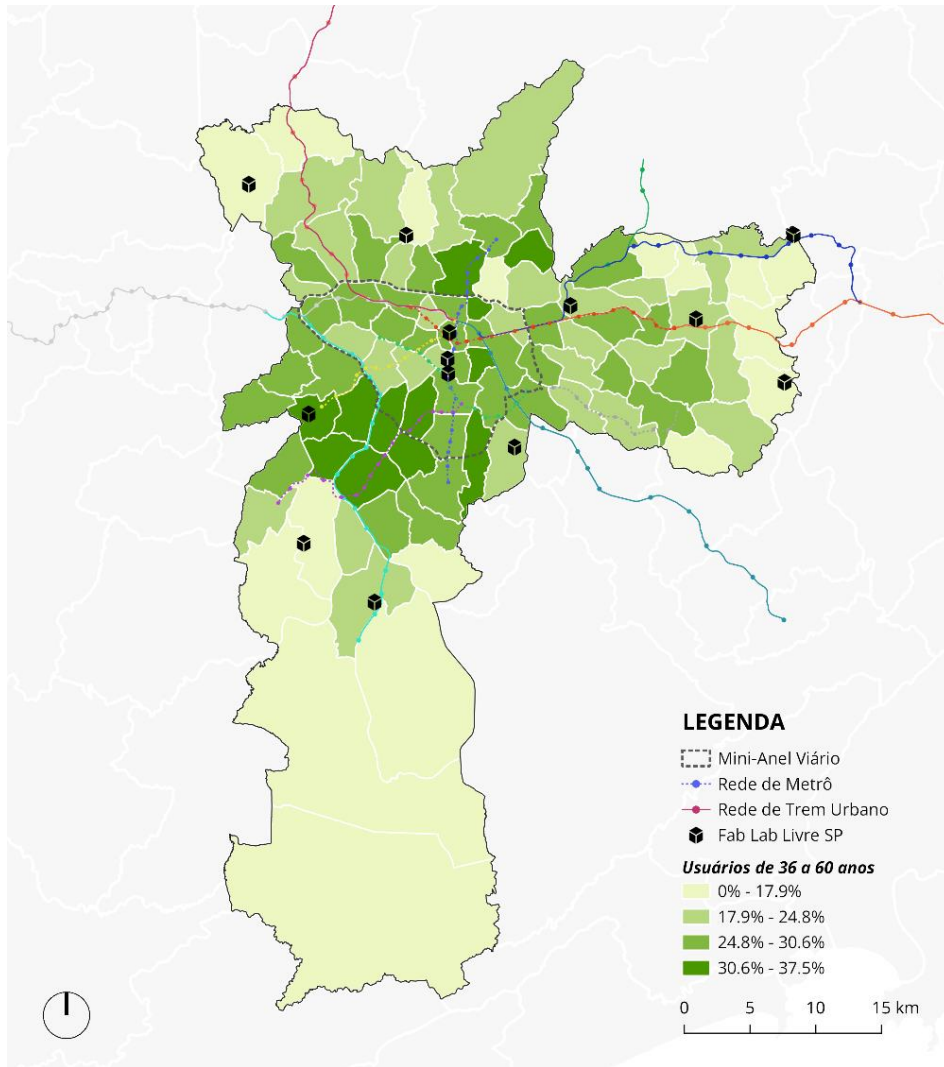 LEGENDA
Mini-Anel Viário
Rede de Metrô
Rede de Trem Urbano
Fab Lab Livre SP
Usuários de 36 a 60 anos
0% - 17.9%
17.9% - 24.8%
24.8% - 30.6%
30.6% - 37.5%
0 5 10 15 km